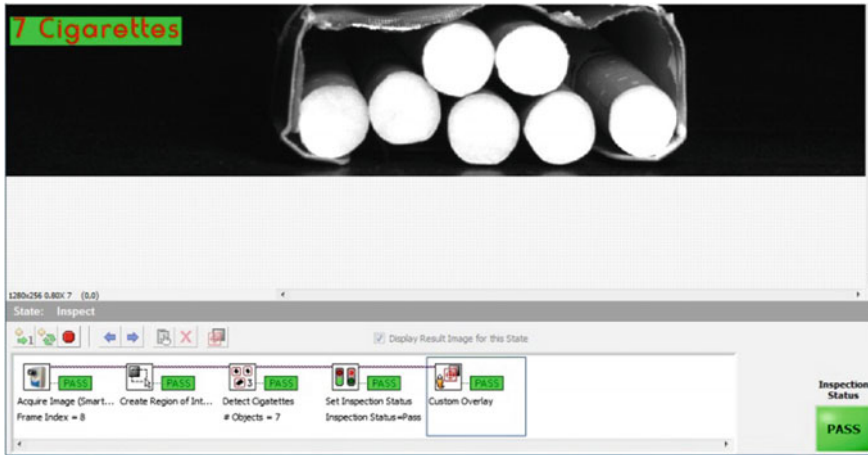 7 Cigarettes
1280x256 0.80X 7 (0,0)
State: Inspect
Display Result Image for this State
PASS PASS PASS PASS PASS
3
Acquire Image (Smart... Create Region of Int... Detect Cigatettes Set Inspection Status Custom Overlay
Frame Index = 8 # Objects = 7 Inspection Status=Pass
Inspection
Status
PASS